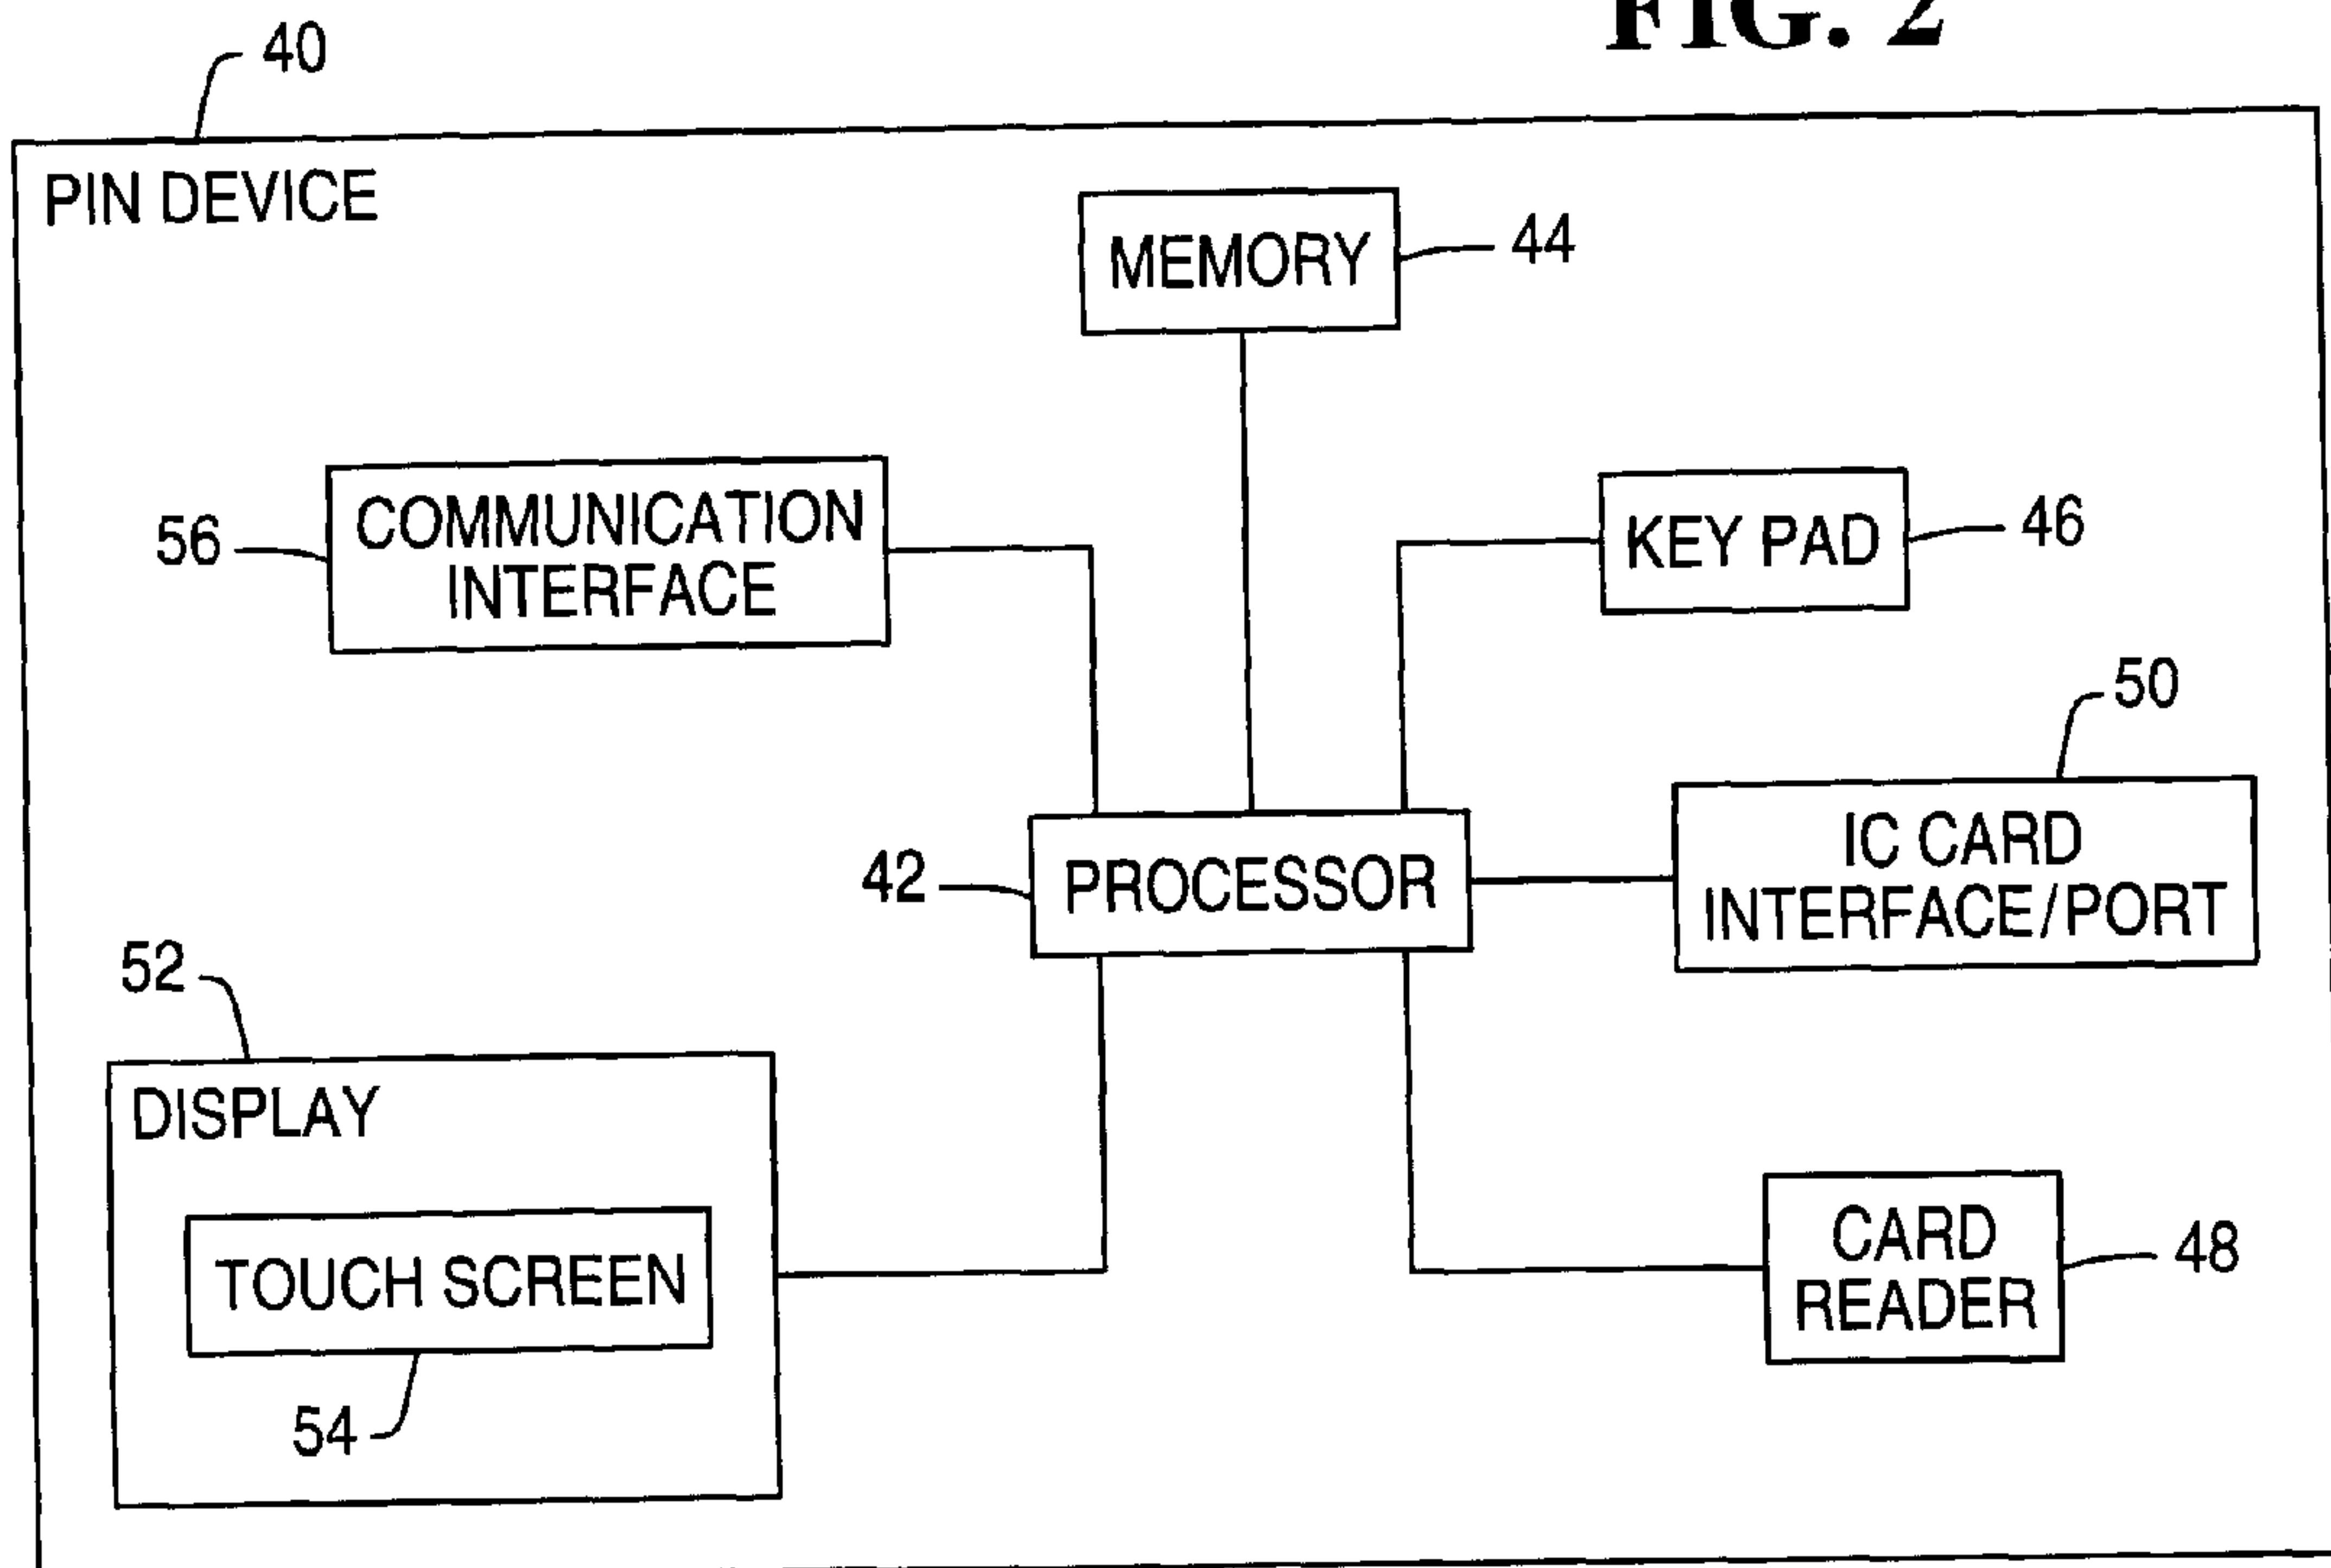 FIG. 2
40
PIN DEVICE
MEMORY
44
COMMUNICATION
INTERFACE
56
KEY PAD
46
50
IC CARD
INTERFACE/PORT
42
PROCESSOR
52
DISPLAY
TOUCH SCREEN
54
CARD
READER
48